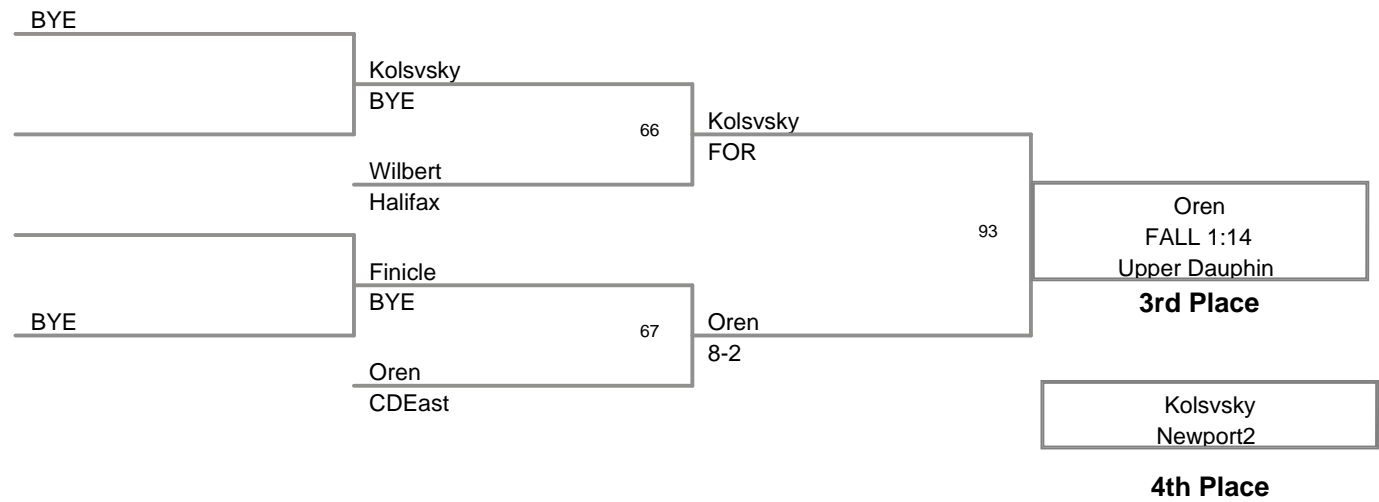 BYE
Kolsvsky
BYE
66
Kolsvsky
FOR
Wilbert
Halifax
Oren
FALL 1:14
Upper Dauphin
93
3rd Place
Finicle
BYE
BYE
67
Oren
8-2
Oren
CDEast
Kolsvsky
Newport2
4th Place